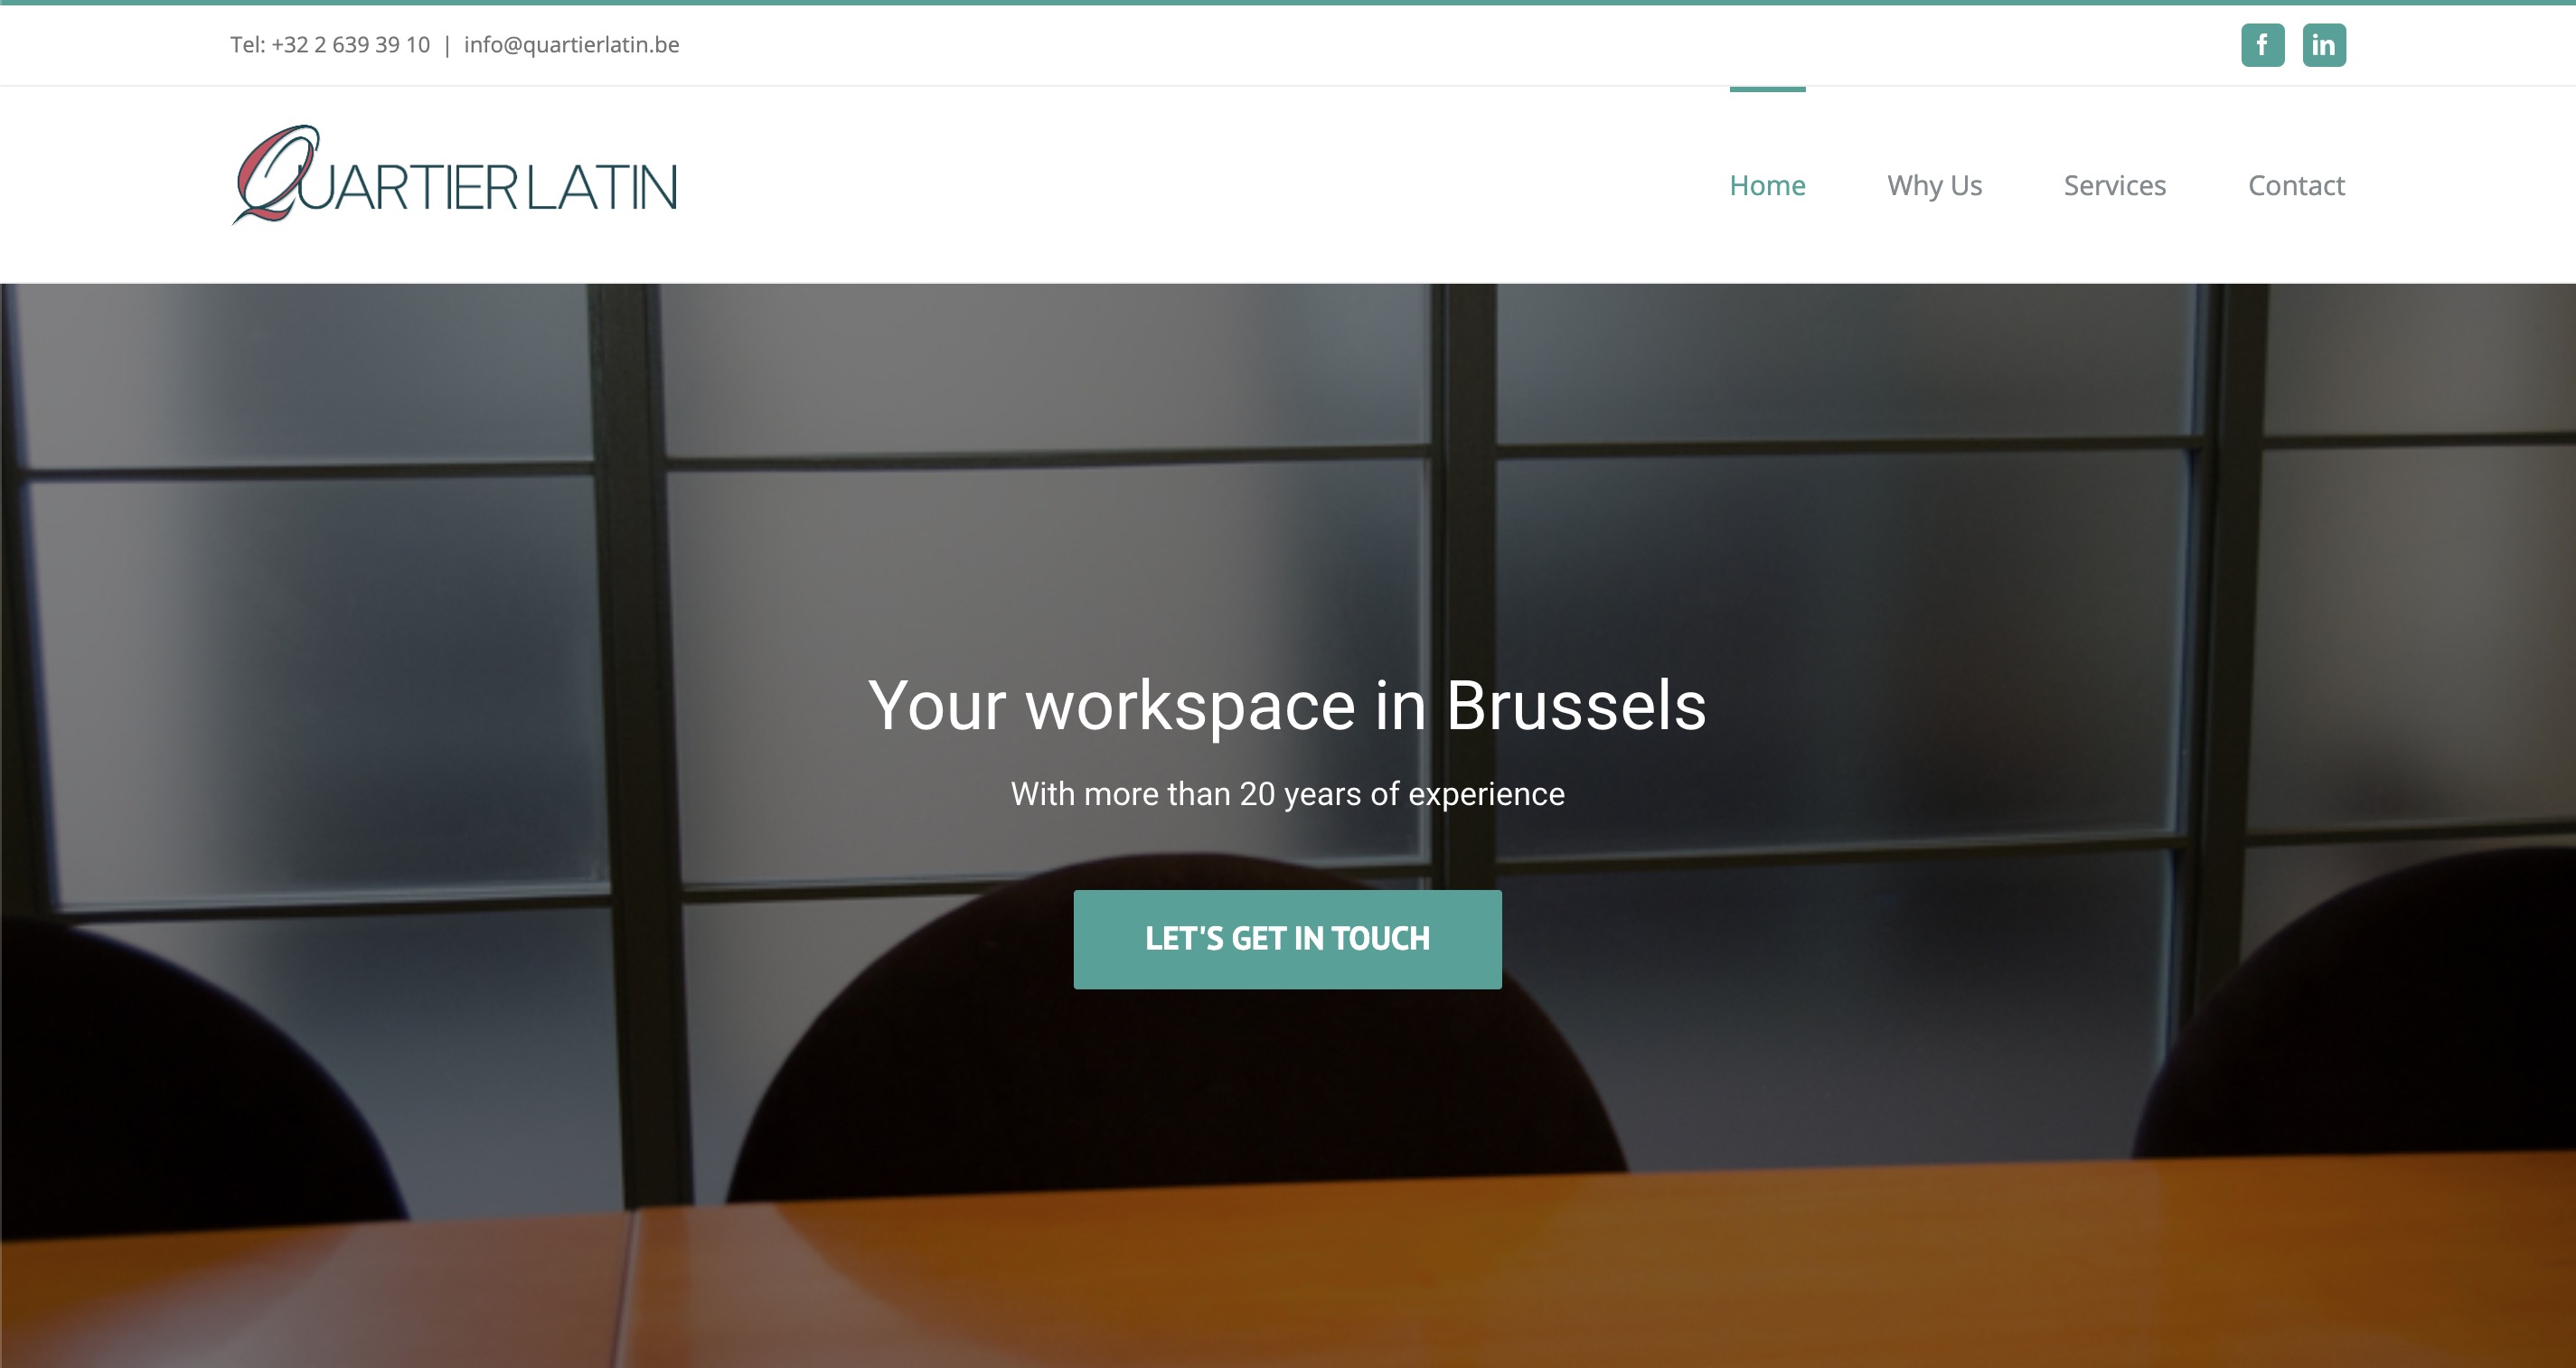 Tel: +32 2 639 39 10 | info@quartierlatin.be
f in
QUARTIER LATIN
Home Why Us Services Contact
Your workspace in Brussels
With more than 20 years of experience
LET'S GET IN TOUCH